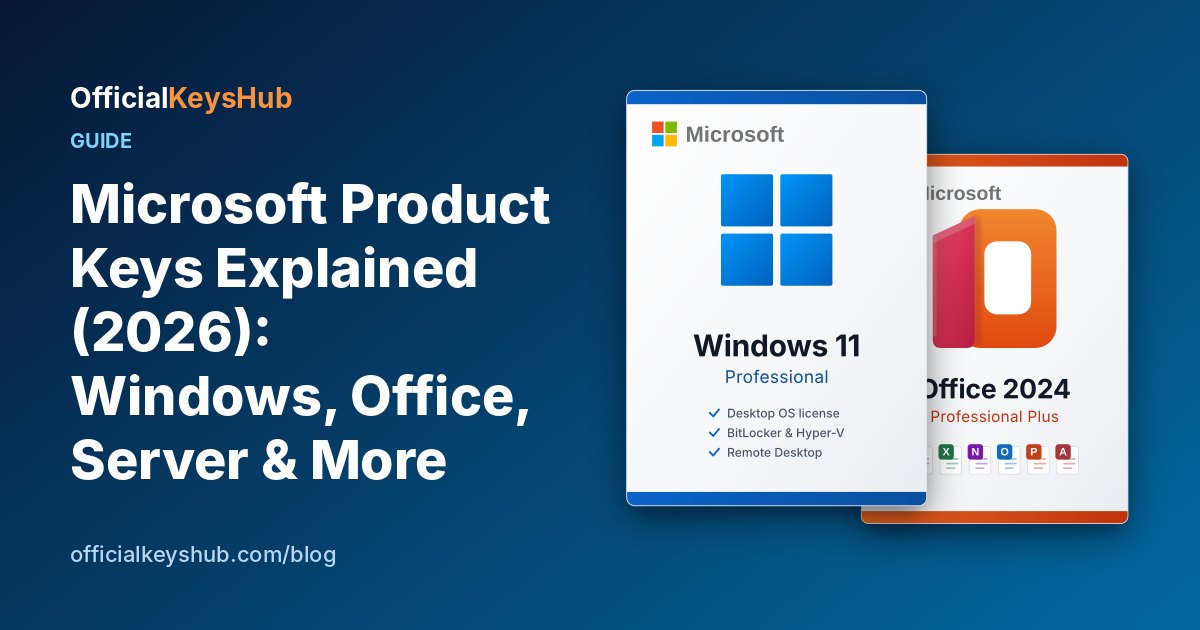 OfficialKeysHub
GUIDE
Microsoft Product
Keys Explained
(2026):
Windows, Office,
Server & More
officialkeyshub.com/blog
Microsoft
Windows 11
Professional
Desktop OS license
BitLocker & Hyper-V
Remote Desktop
licrosoft
Office 2024
Professional Plus
X N O P A